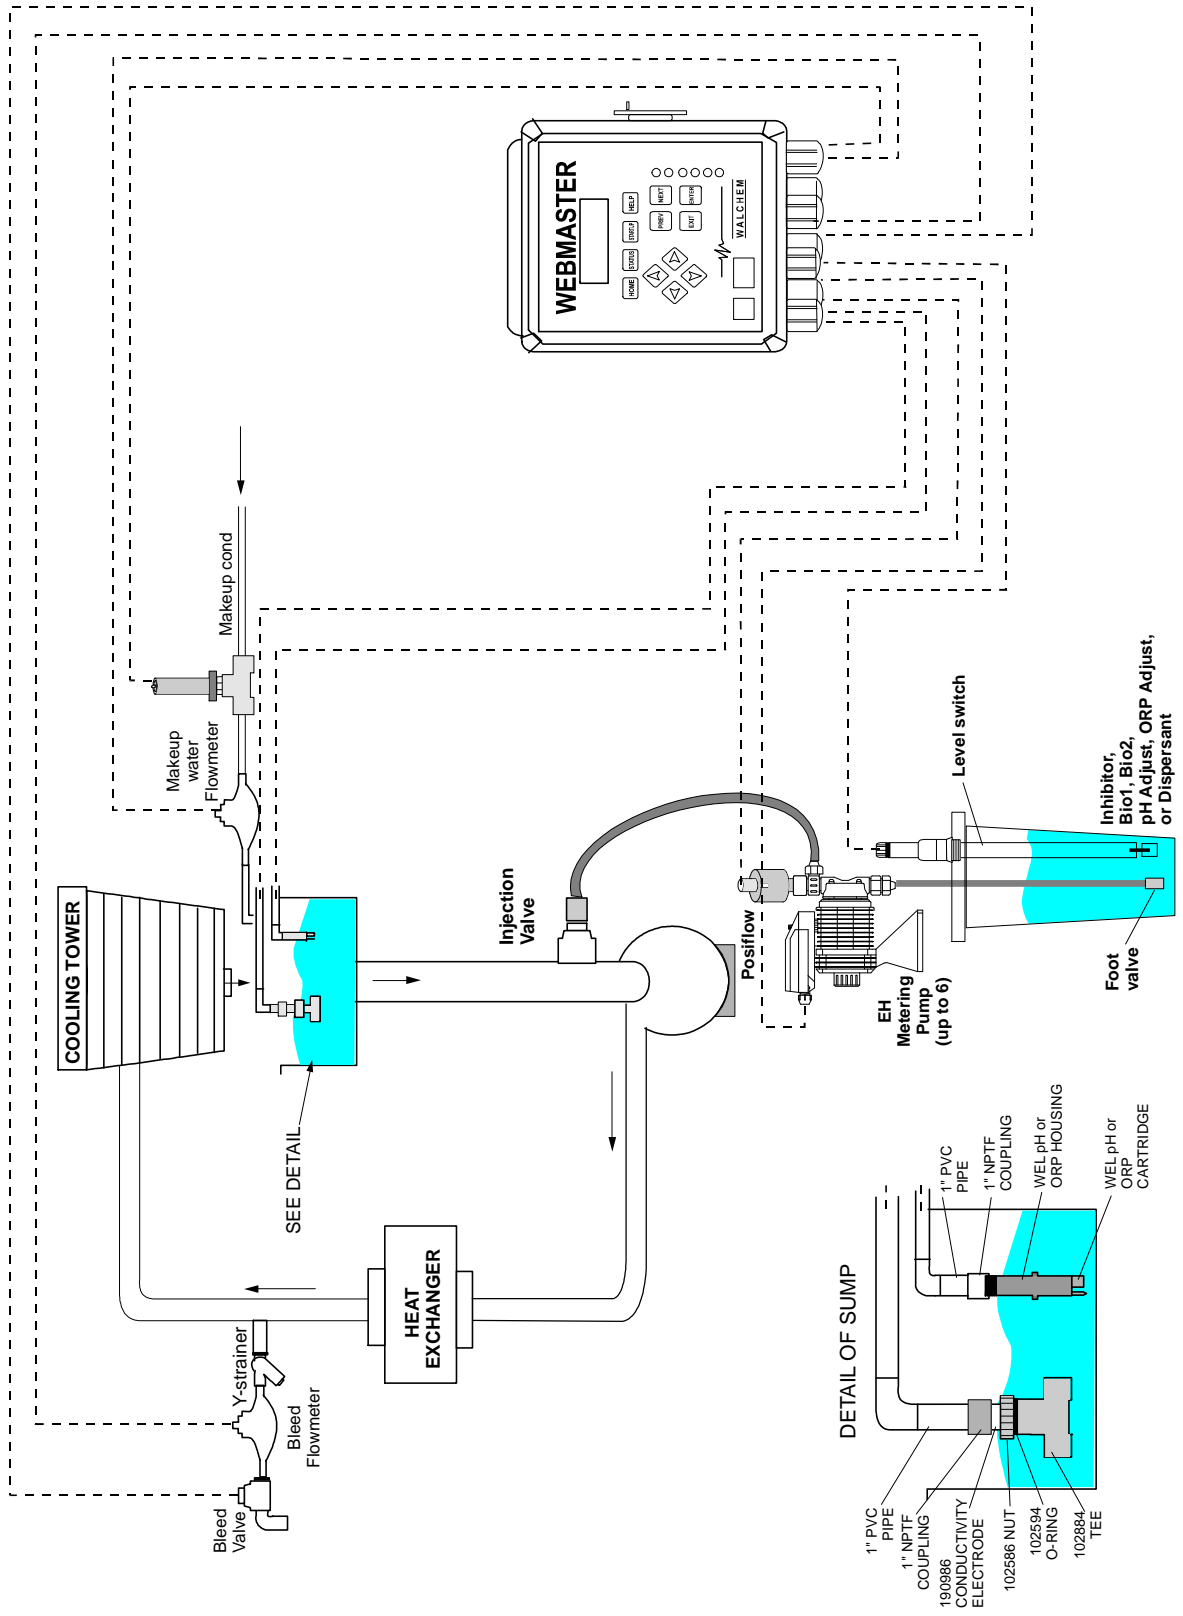 COOLING TOWER
Makeup
water
Flowmeter
Makeup cond
WEBMASTER
HOME
STATUS
STARTUP
HELP
PREV
NEXT
EXIT
ENTER
WALCHEM
Bleed
Valve
Bleed
Flowmeter
Y-strainer
HEAT
EXCHANGER
SEE DETAIL
Injection
Valve
Posiflow
EH
Metering
Pump
(up to 6)
Foot
valve
Level switch
Inhibitor,
Bio1, Bio2,
pH Adjust, ORP Adjust,
or Dispersant
DETAIL OF SUMP
1" PVC
PIPE
1" NPTF
COUPLING
190986
CONDUCTIVITY
ELECTRODE
102586 NUT
102594
O-RING
102884
TEE
1" PVC
PIPE
1" NPTF
COUPLING
WEL pH or
ORP HOUSING
WEL pH or
ORP
CARTRIDGE